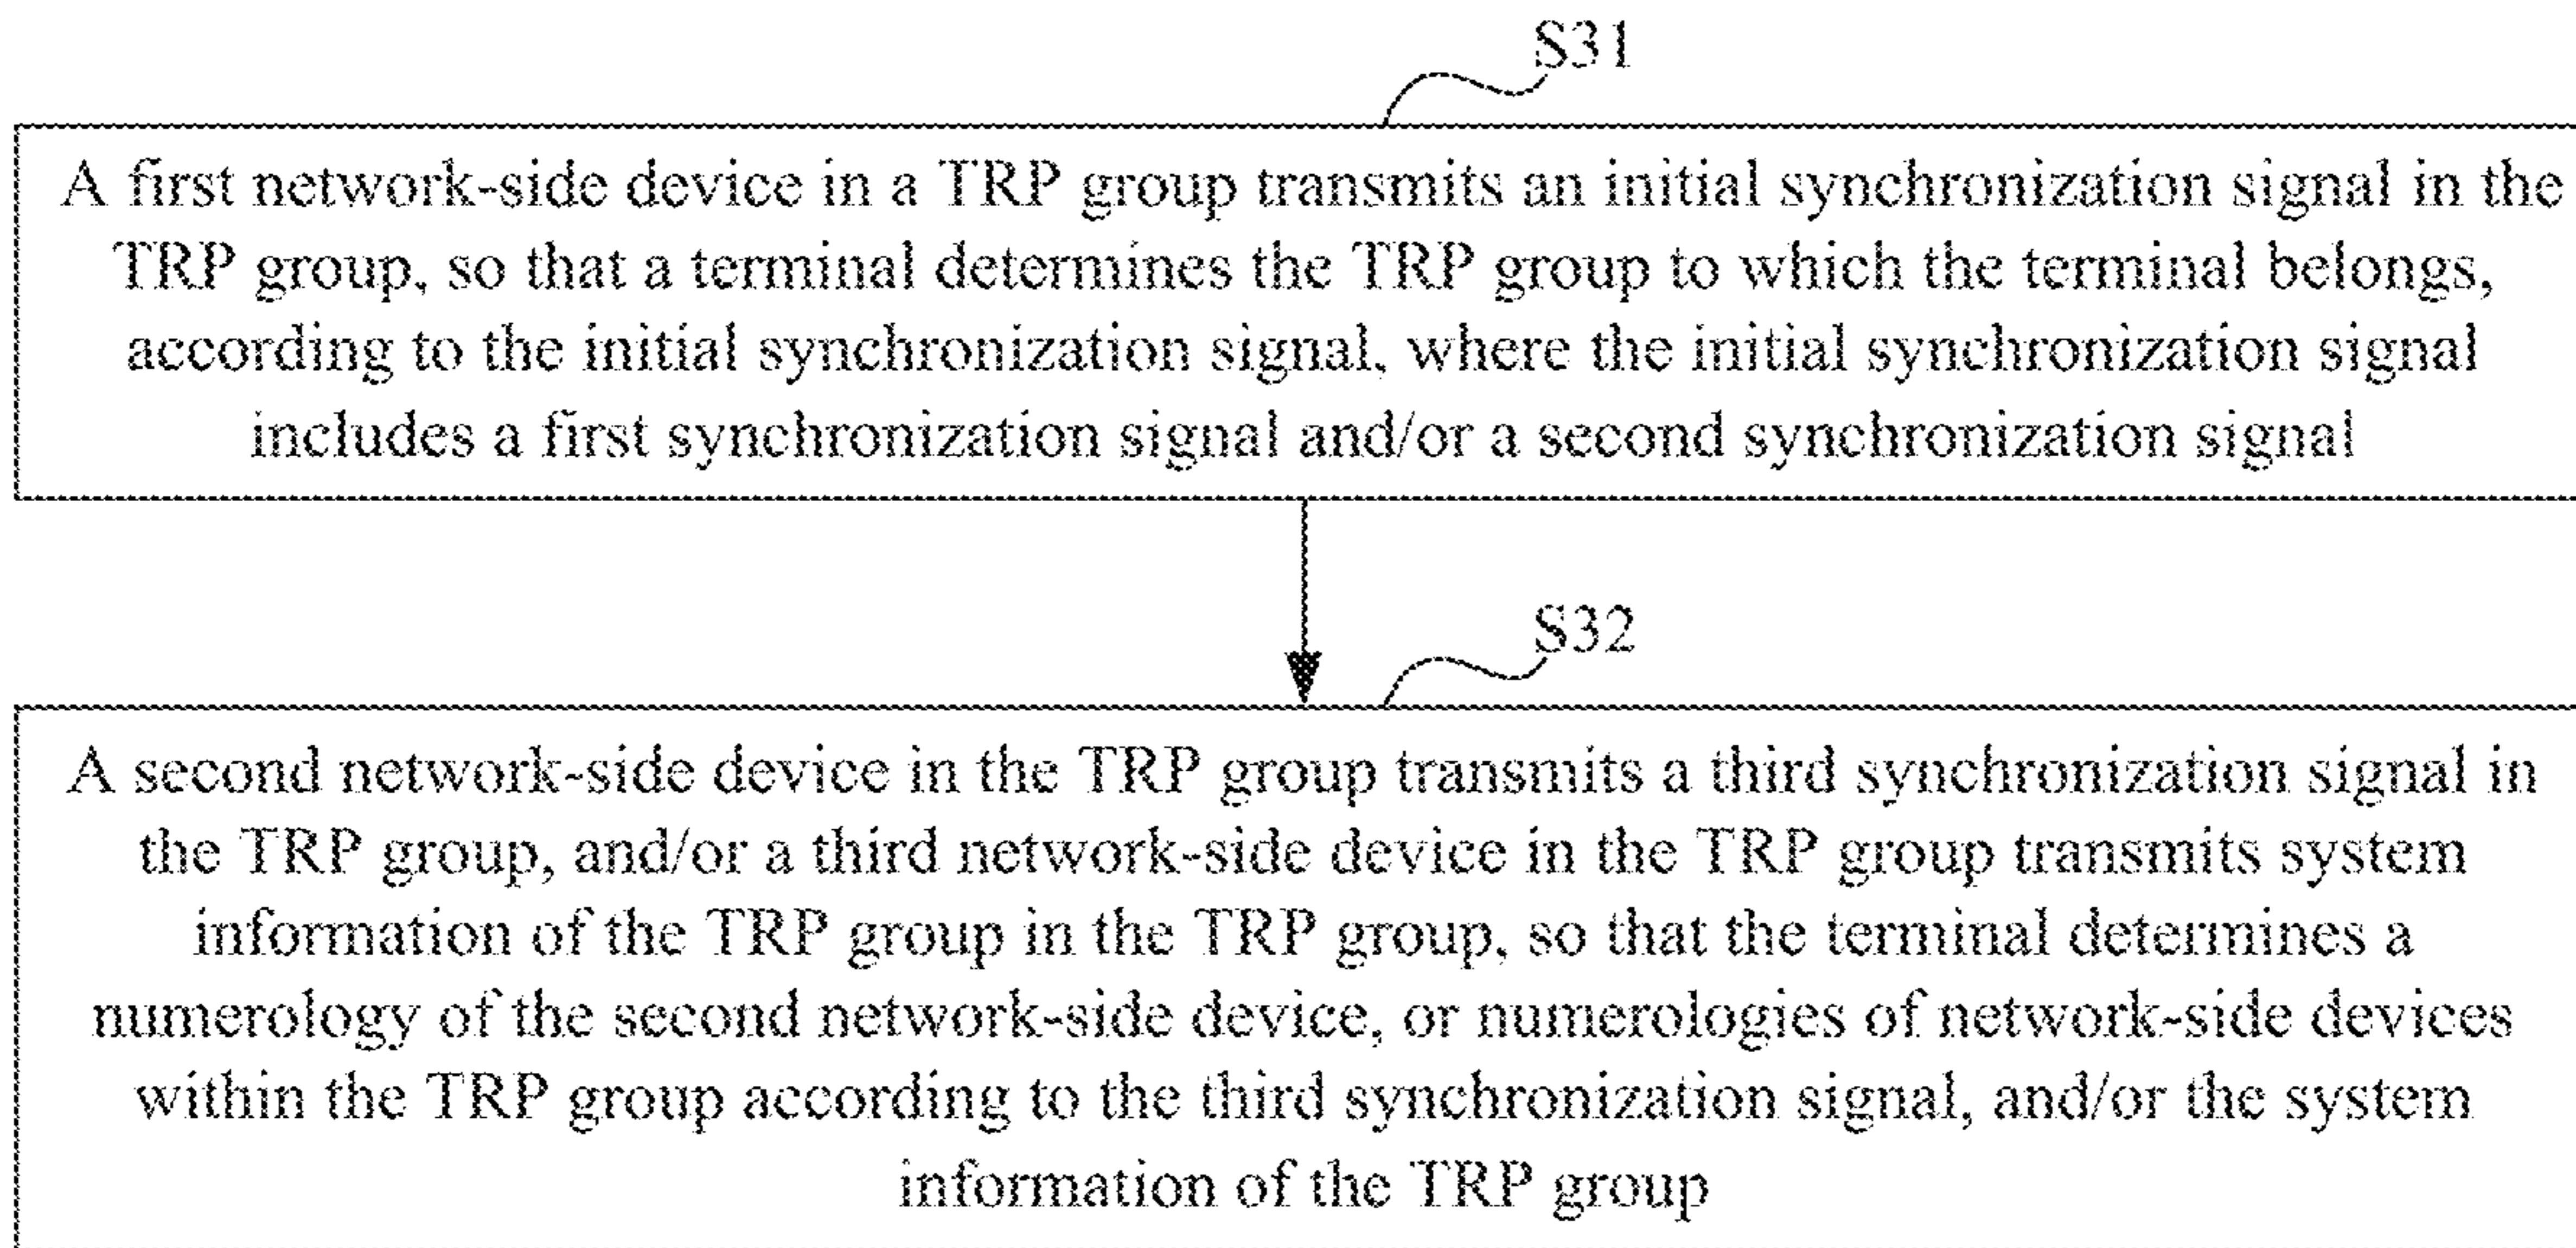 S31
A first network-side device in a TRP group transmits an initial synchronization signal in the
TRP group, so that a terminal determines the TRP group to which the terminal belongs,
according to the initial synchronization signal, where the initial synchronization signal
includes a first synchronization signal and/or a second synchronization signal
S32
A second network-side device in the TRP group transmits a third synchronization signal in
the TRP group, and/or a third network-side device in the TRP group transmits system
information of the TRP group in the TRP group, so that the terminal determines a
numerology of the second network-side device, or numerologies of network-side devices
within the TRP group according to the third synchronization signal, and/or the system
information of the TRP group